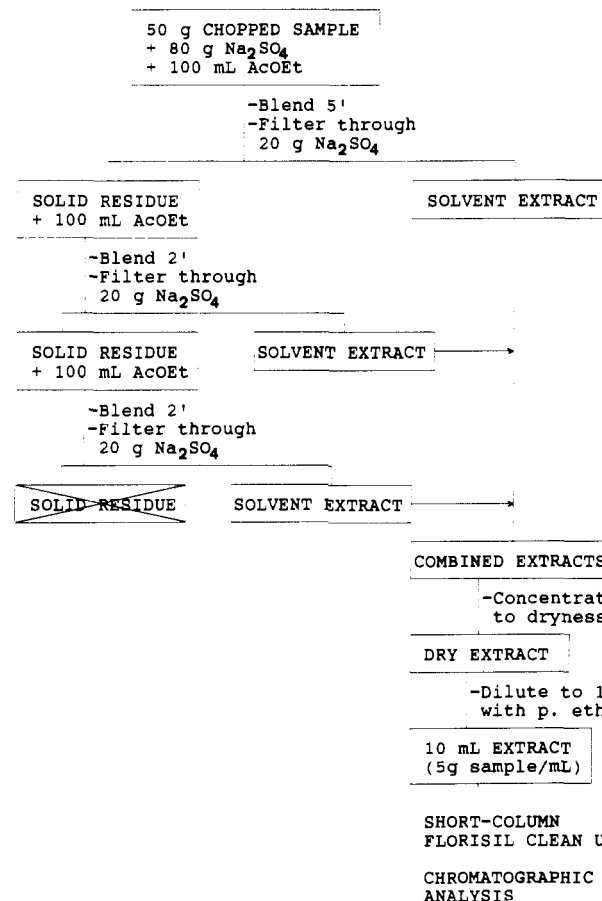 50 g CHOPPED SAMPLE
+ 80 g Na2SO4
+ 100 mL AcOEt
-Blend 5'
-Filter through
20 g Na2SO4
SOLID RESIDUE
+ 100 mL AcOEt
SOLVENT EXTRACT
-Blend 2'
-Filter through
20 g Na2SO4
SOLID RESIDUE
+ 100 mL AcOEt
SOLVENT EXTRACT
-Blend 2'
-Filter through
20 g Na2SO4
SOLID RESIDUE
SOLVENT EXTRACT
COMBINED EXTRACTS
-Concentrat
to dryness
DRY EXTRACT
-Dilute to 1
with p. eth
10 mL EXTRACT
(5g sample/mL)
SHORT-COLUMN
FLORISIL CLEAN U
CHROMATOGRAPHIC
ANALYSIS